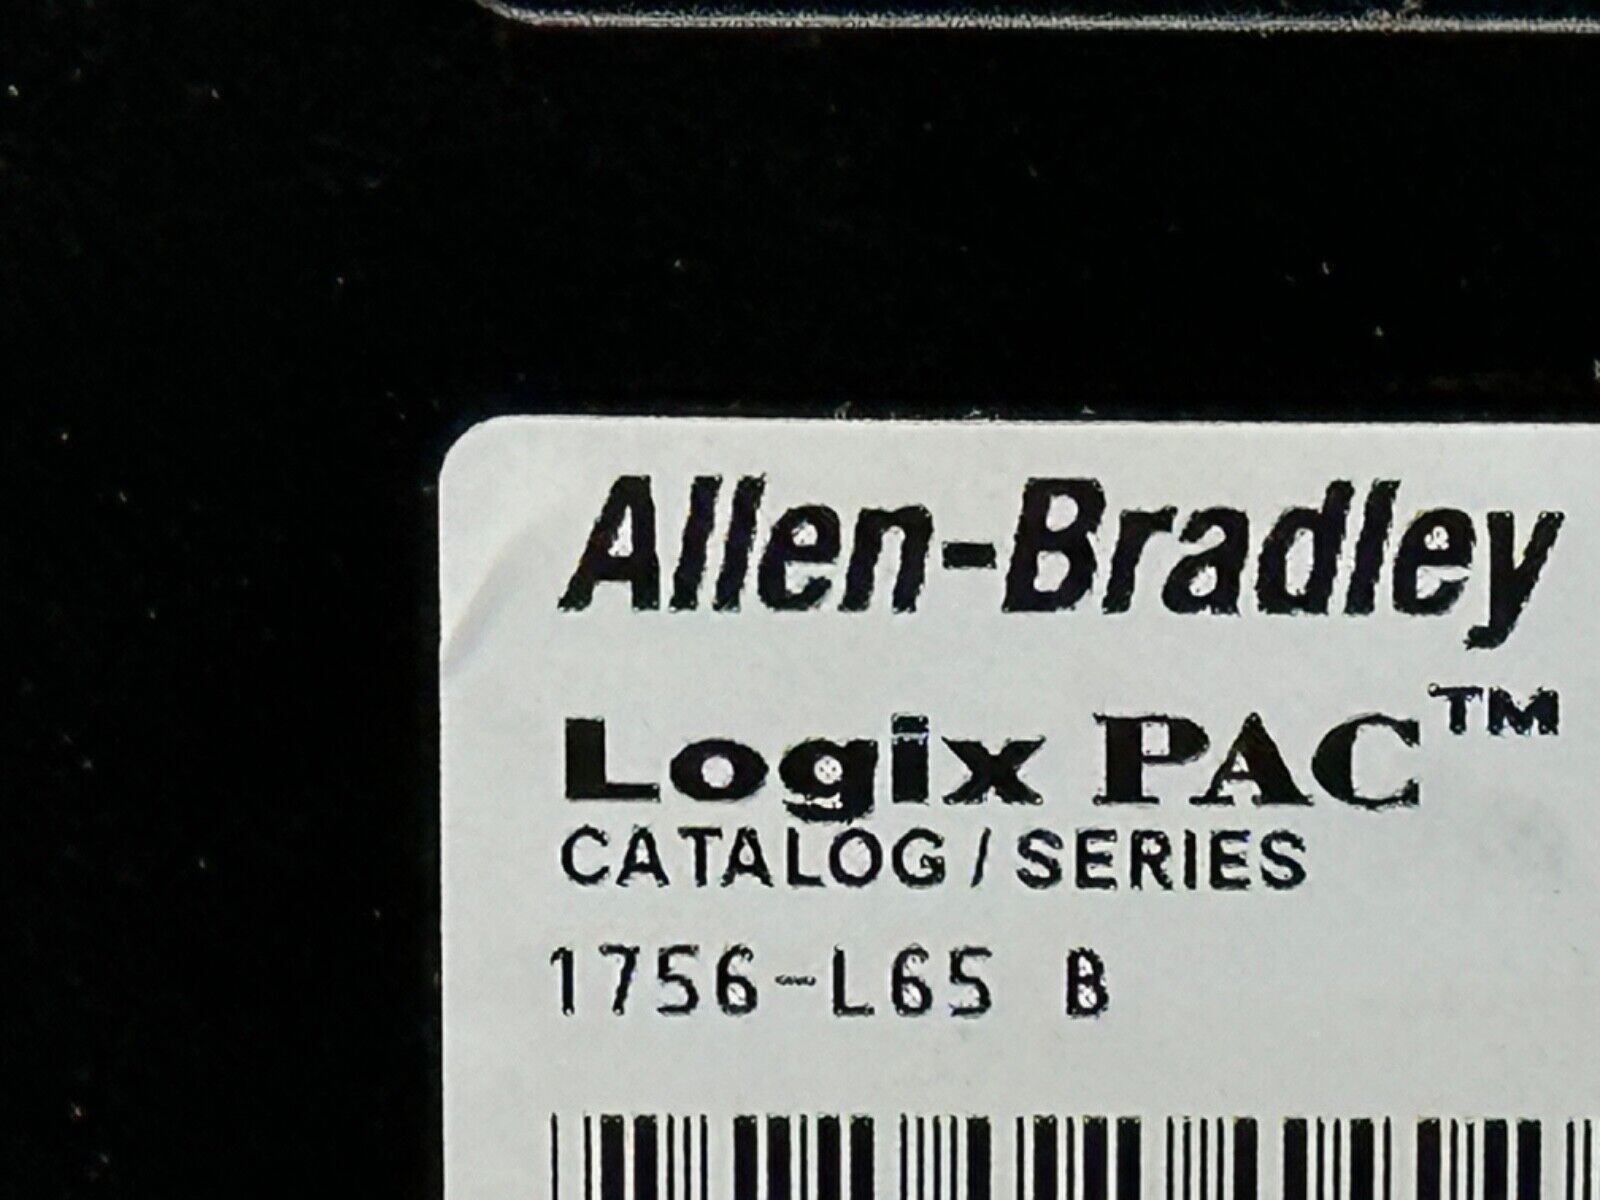 Allen-Bradley
Logix PAC™
CATALOG / SERIES
1756-L65 B